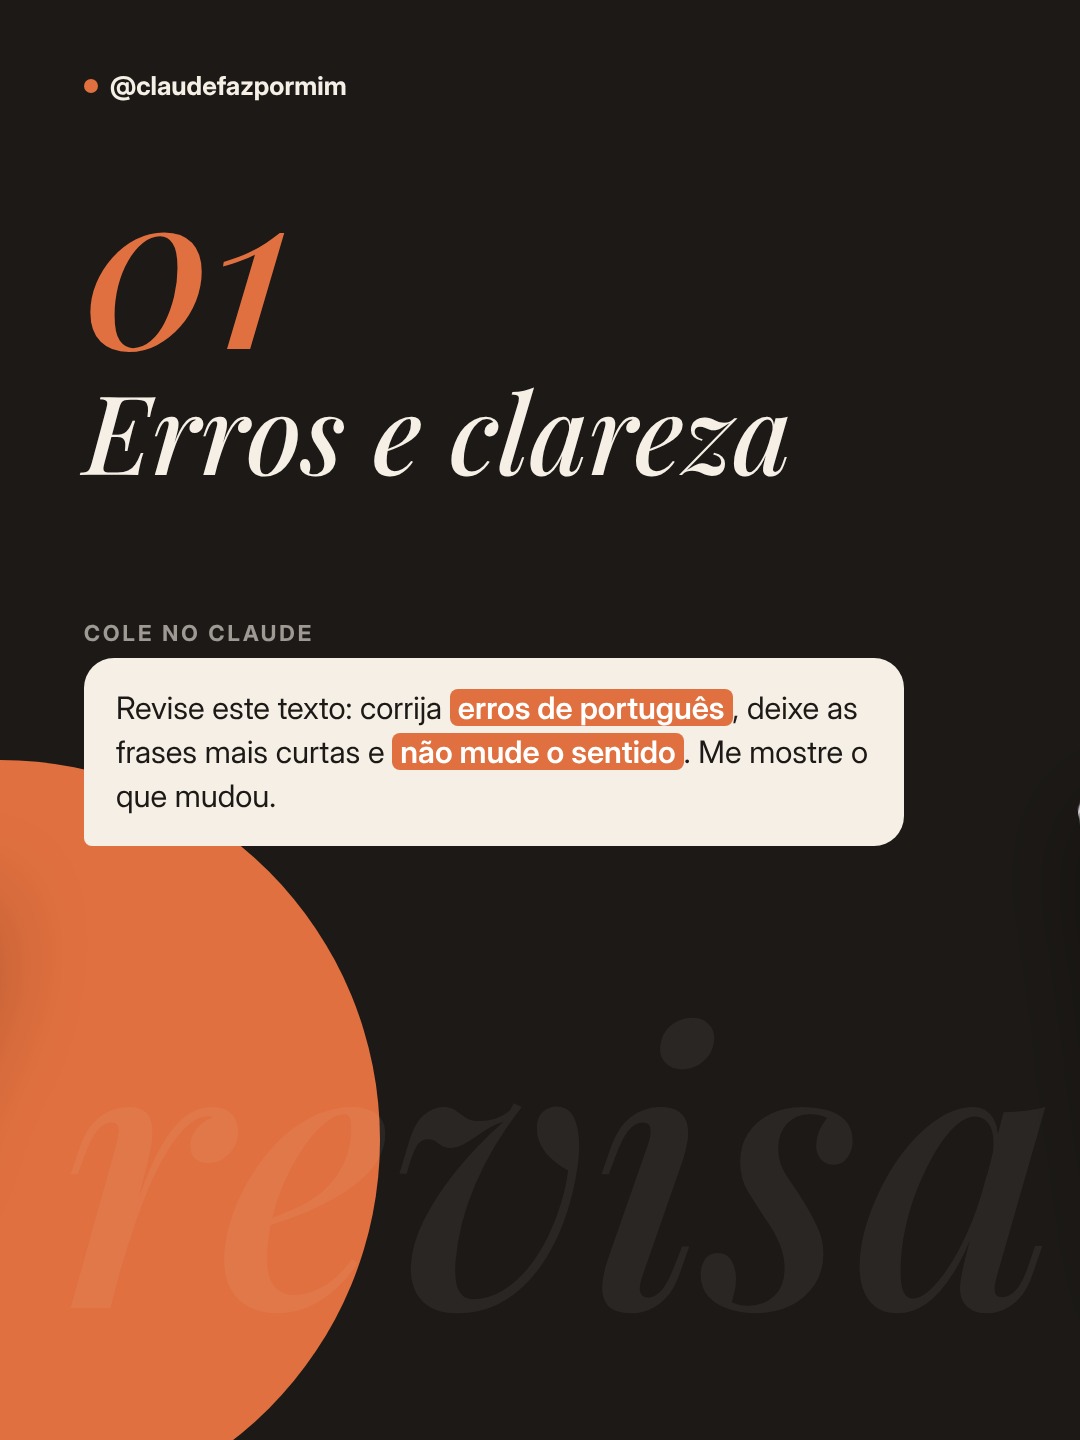 @claudefazpormim
01
Erros e clareza
COLE NO CLAUDE
Revise este texto: corrija erros de português, deixe as
frases mais curtas e não mude o sentido. Me mostre o
que mudou.
revisa